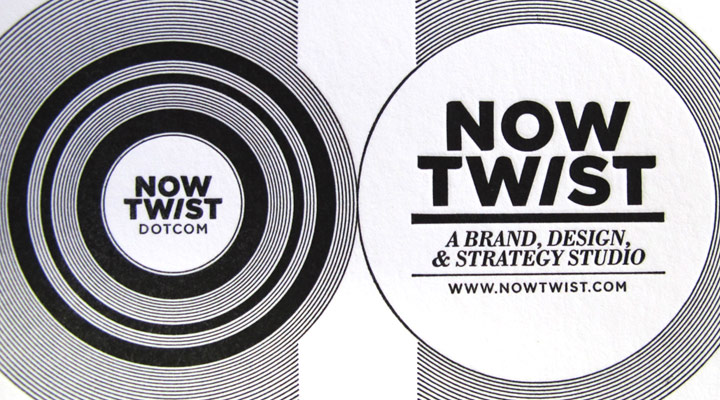 NOW
TWIST
DOTCOM
NOW
TWIST
A BRAND, DESIGN,
& STRATEGY STUDIO
WWW.NOWTWIST.COM